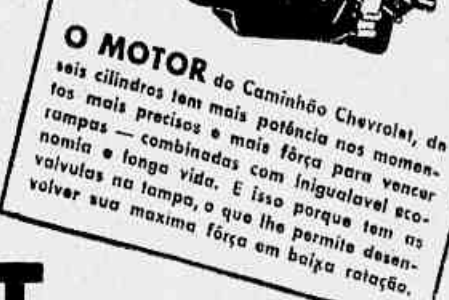 O MOTOR do Caminhão Chevrolet, de
seis cilindros tem mais potência nos momen-
tos mais precisos e mais fôrça para vencer
rampas — combinadas com inigualavel eco-
nomia e longa vida. E isso porque tem as
valvulas na tampa, o que lhe permite desen-
volver sua maxima fôrça em baixa rotação.
T